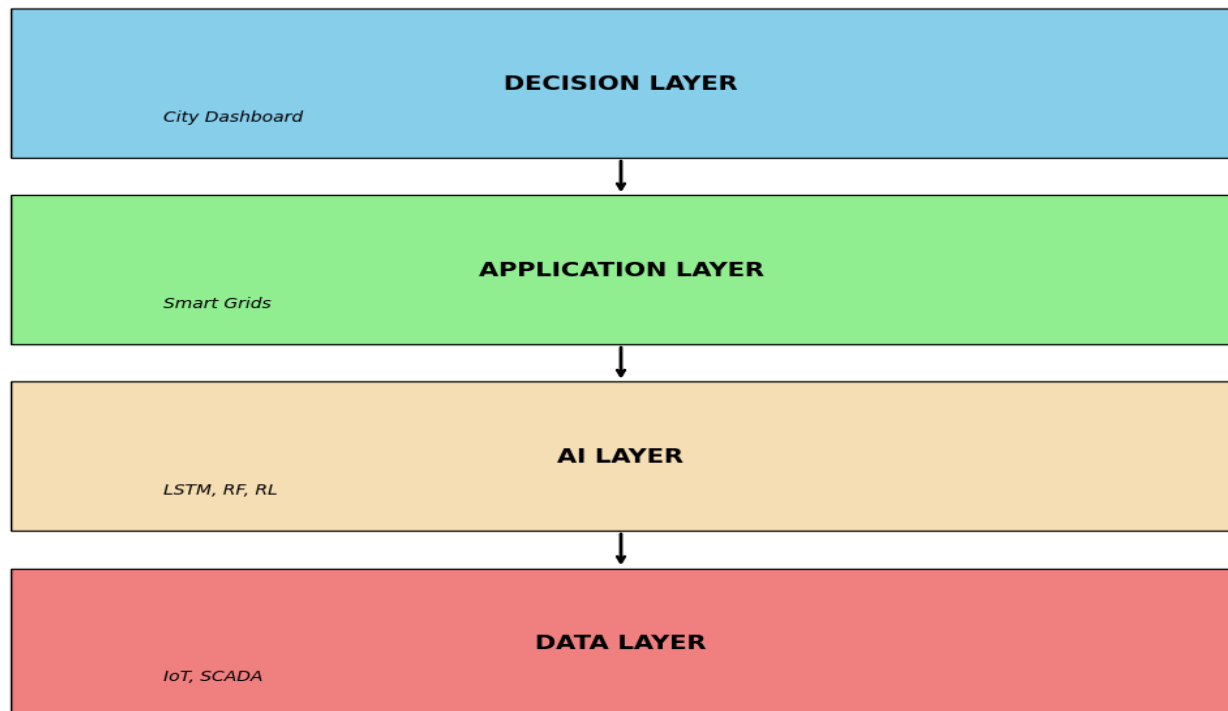 DECISION LAYER
City Dashboard
APPLICATION LAYER
Smart Grids
AI LAYER
LSTM, RF, RL
DATA LAYER
IoT, SCADA